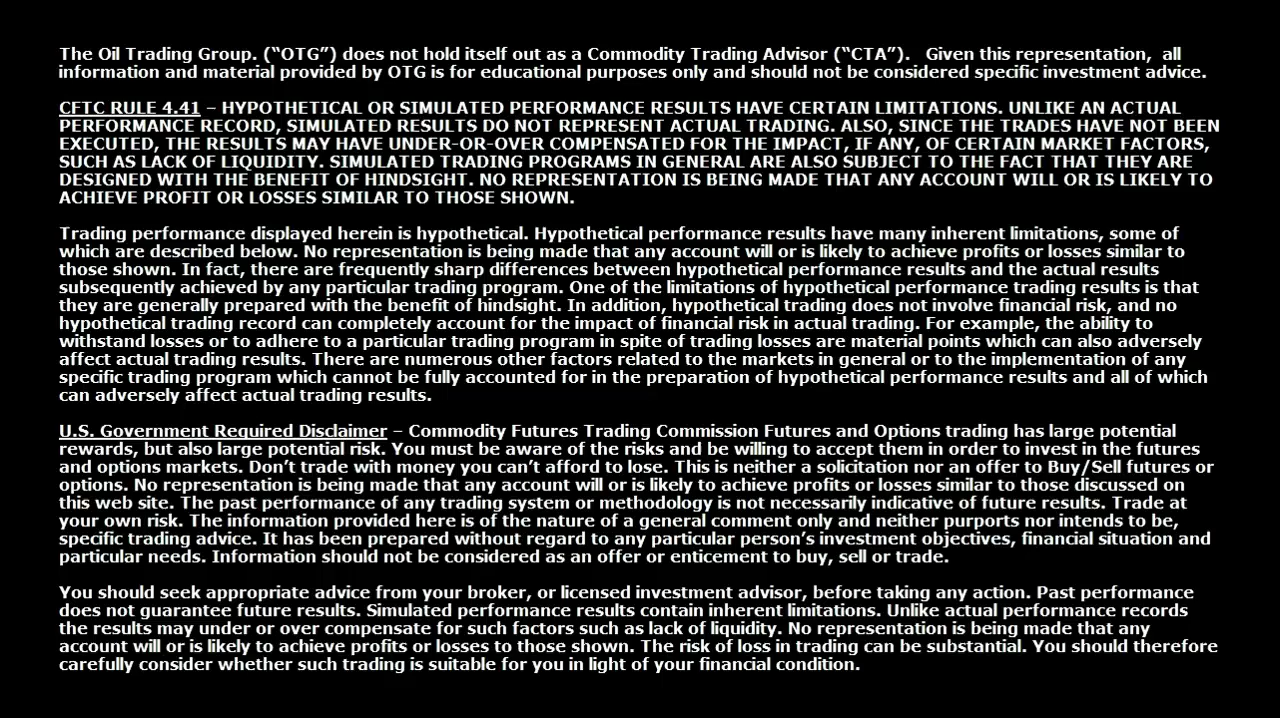 The Oil Trading Group. (“OTG”) does not hold itself out as a Commodity Trading Advisor (“CTA”).   Given this representation,  all
information and material provided by OTG is for educational purposes only and should not be considered specific investment advice.
CFTC RULE 4.41 – HYPOTHETICAL OR SIMULATED PERFORMANCE RESULTS HAVE CERTAIN LIMITATIONS. UNLIKE AN ACTUAL
PERFORMANCE RECORD, SIMULATED RESULTS DO NOT REPRESENT ACTUAL TRADING. ALSO, SINCE THE TRADES HAVE NOT BEEN
EXECUTED, THE RESULTS MAY HAVE UNDER-OR-OVER COMPENSATED FOR THE IMPACT, IF ANY, OF CERTAIN MARKET FACTORS,
SUCH AS LACK OF LIQUIDITY. SIMULATED TRADING PROGRAMS IN GENERAL ARE ALSO SUBJECT TO THE FACT THAT THEY ARE
DESIGNED WITH THE BENEFIT OF HINDSIGHT. NO REPRESENTATION IS BEING MADE THAT ANY ACCOUNT WILL OR IS LIKELY TO
ACHIEVE PROFIT OR LOSSES SIMILAR TO THOSE SHOWN.
Trading performance displayed herein is hypothetical. Hypothetical performance results have many inherent limitations, some of
which are described below. No representation is being made that any account will or is likely to achieve profits or losses similar to
those shown. In fact, there are frequently sharp differences between hypothetical performance results and the actual results
subsequently achieved by any particular trading program. One of the limitations of hypothetical performance trading results is that
they are generally prepared with the benefit of hindsight. In addition, hypothetical trading does not involve financial risk, and no
hypothetical trading record can completely account for the impact of financial risk in actual trading. For example, the ability to
withstand losses or to adhere to a particular trading program in spite of trading losses are material points which can also adversely
affect actual trading results. There are numerous other factors related to the markets in general or to the implementation of any
specific trading program which cannot be fully accounted for in the preparation of hypothetical performance results and all of which
can adversely affect actual trading results.
U.S. Government Required Disclaimer – Commodity Futures Trading Commission Futures and Options trading has large potential
rewards, but also large potential risk. You must be aware of the risks and be willing to accept them in order to invest in the futures
and options markets. Don’t trade with money you can’t afford to lose. This is neither a solicitation nor an offer to Buy/Sell futures or
options. No representation is being made that any account will or is likely to achieve profits or losses similar to those discussed on
this web site. The past performance of any trading system or methodology is not necessarily indicative of future results. Trade at
your own risk. The information provided here is of the nature of a general comment only and neither purports nor intends to be,
specific trading advice. It has been prepared without regard to any particular person’s investment objectives, financial situation and
particular needs. Information should not be considered as an offer or enticement to buy, sell or trade.
You should seek appropriate advice from your broker, or licensed investment advisor, before taking any action. Past performance
does not guarantee future results. Simulated performance results contain inherent limitations. Unlike actual performance records
the results may under or over compensate for such factors such as lack of liquidity. No representation is being made that any
account will or is likely to achieve profits or losses to those shown. The risk of loss in trading can be substantial. You should therefore
carefully consider whether such trading is suitable for you in light of your financial condition.